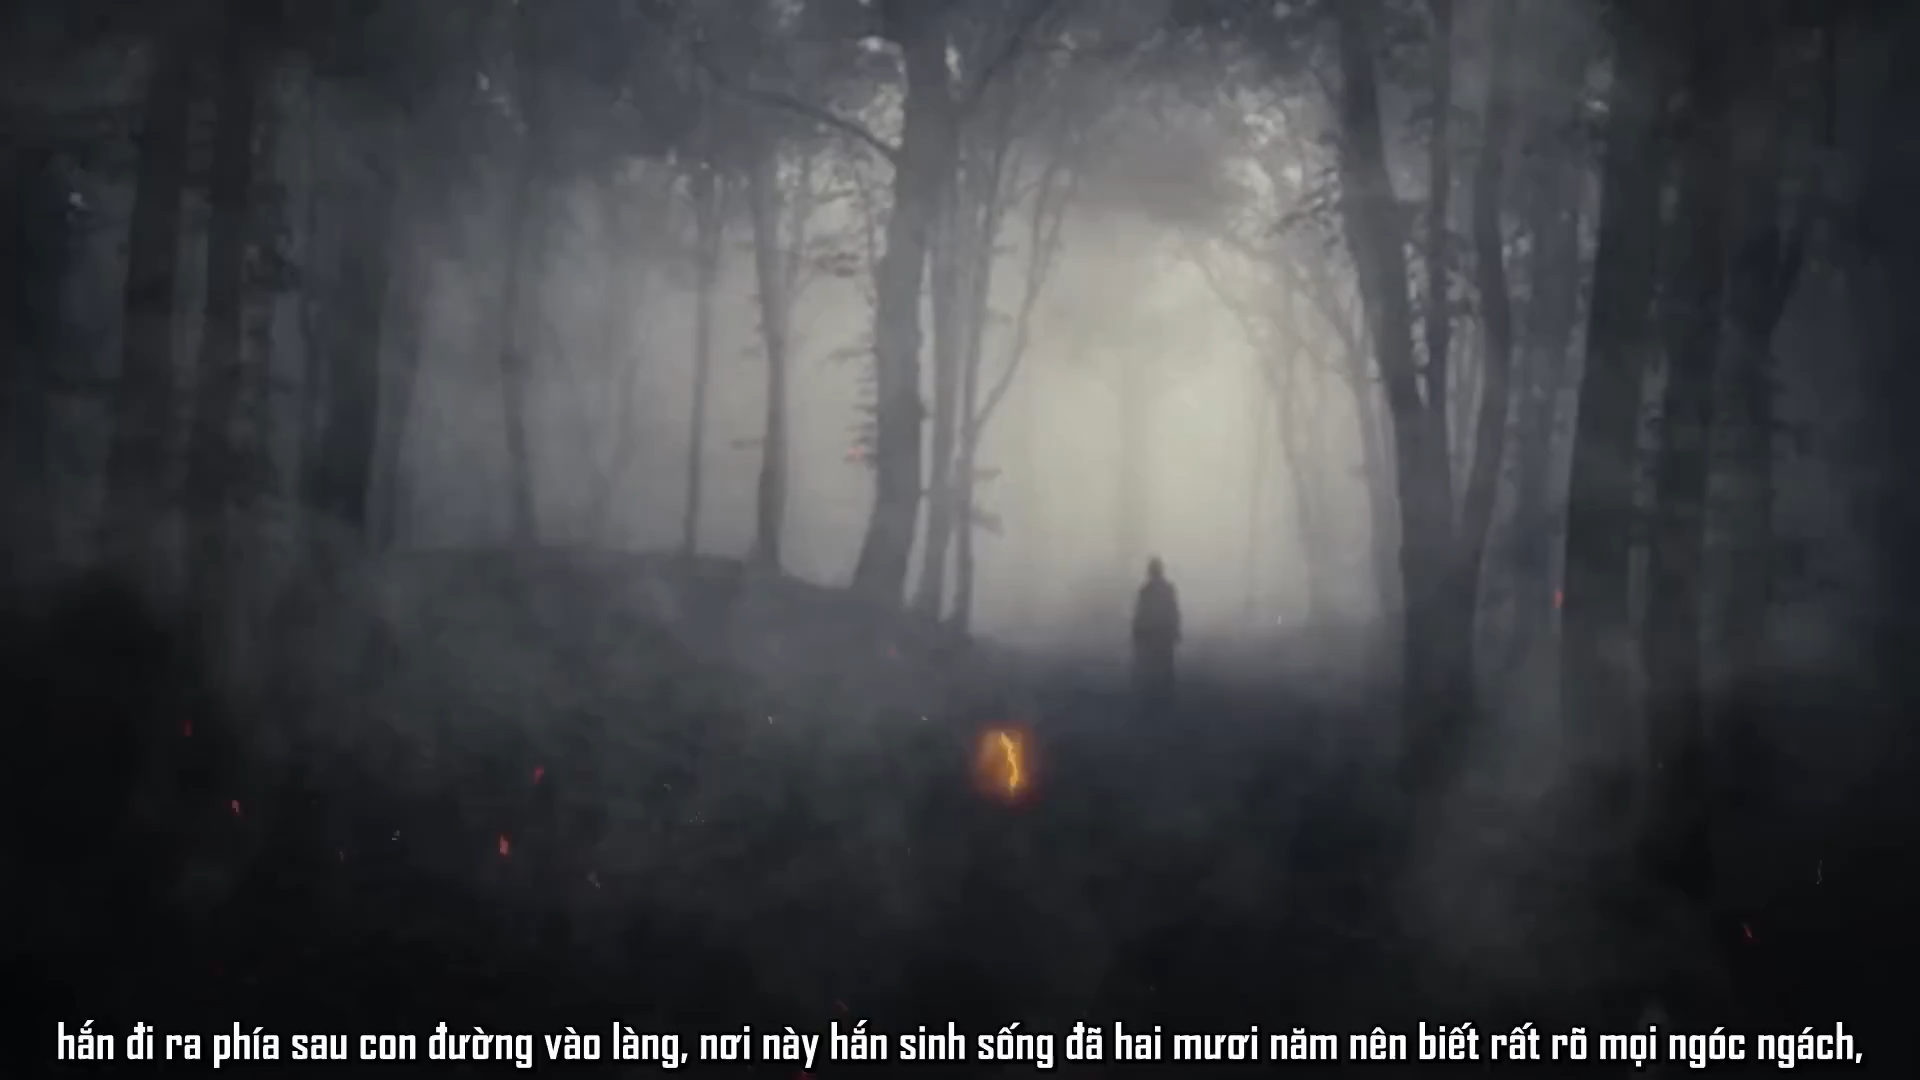 hắn đi ra phía sau con đường vào làng, nơi này hắn sinh sống đã hai mươi năm nên biết rất rõ mọi ngóc ngách,